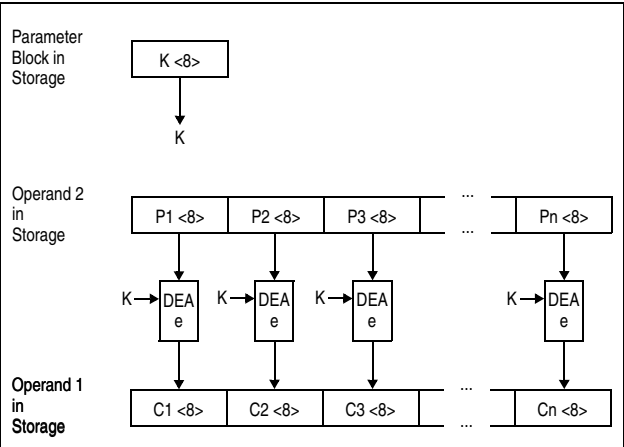 Parameter
Block in
Storage
K <8>
K
Operand 2
in
Storage
...
P1 <8> P2 <8> P3 <8> Pn <8>
...
K DEA K DEA K DEA K DEA
e e e e
Operand 1
in
Storage
...
C1 <8> C2 <8> C3 <8> Cn <8>
...